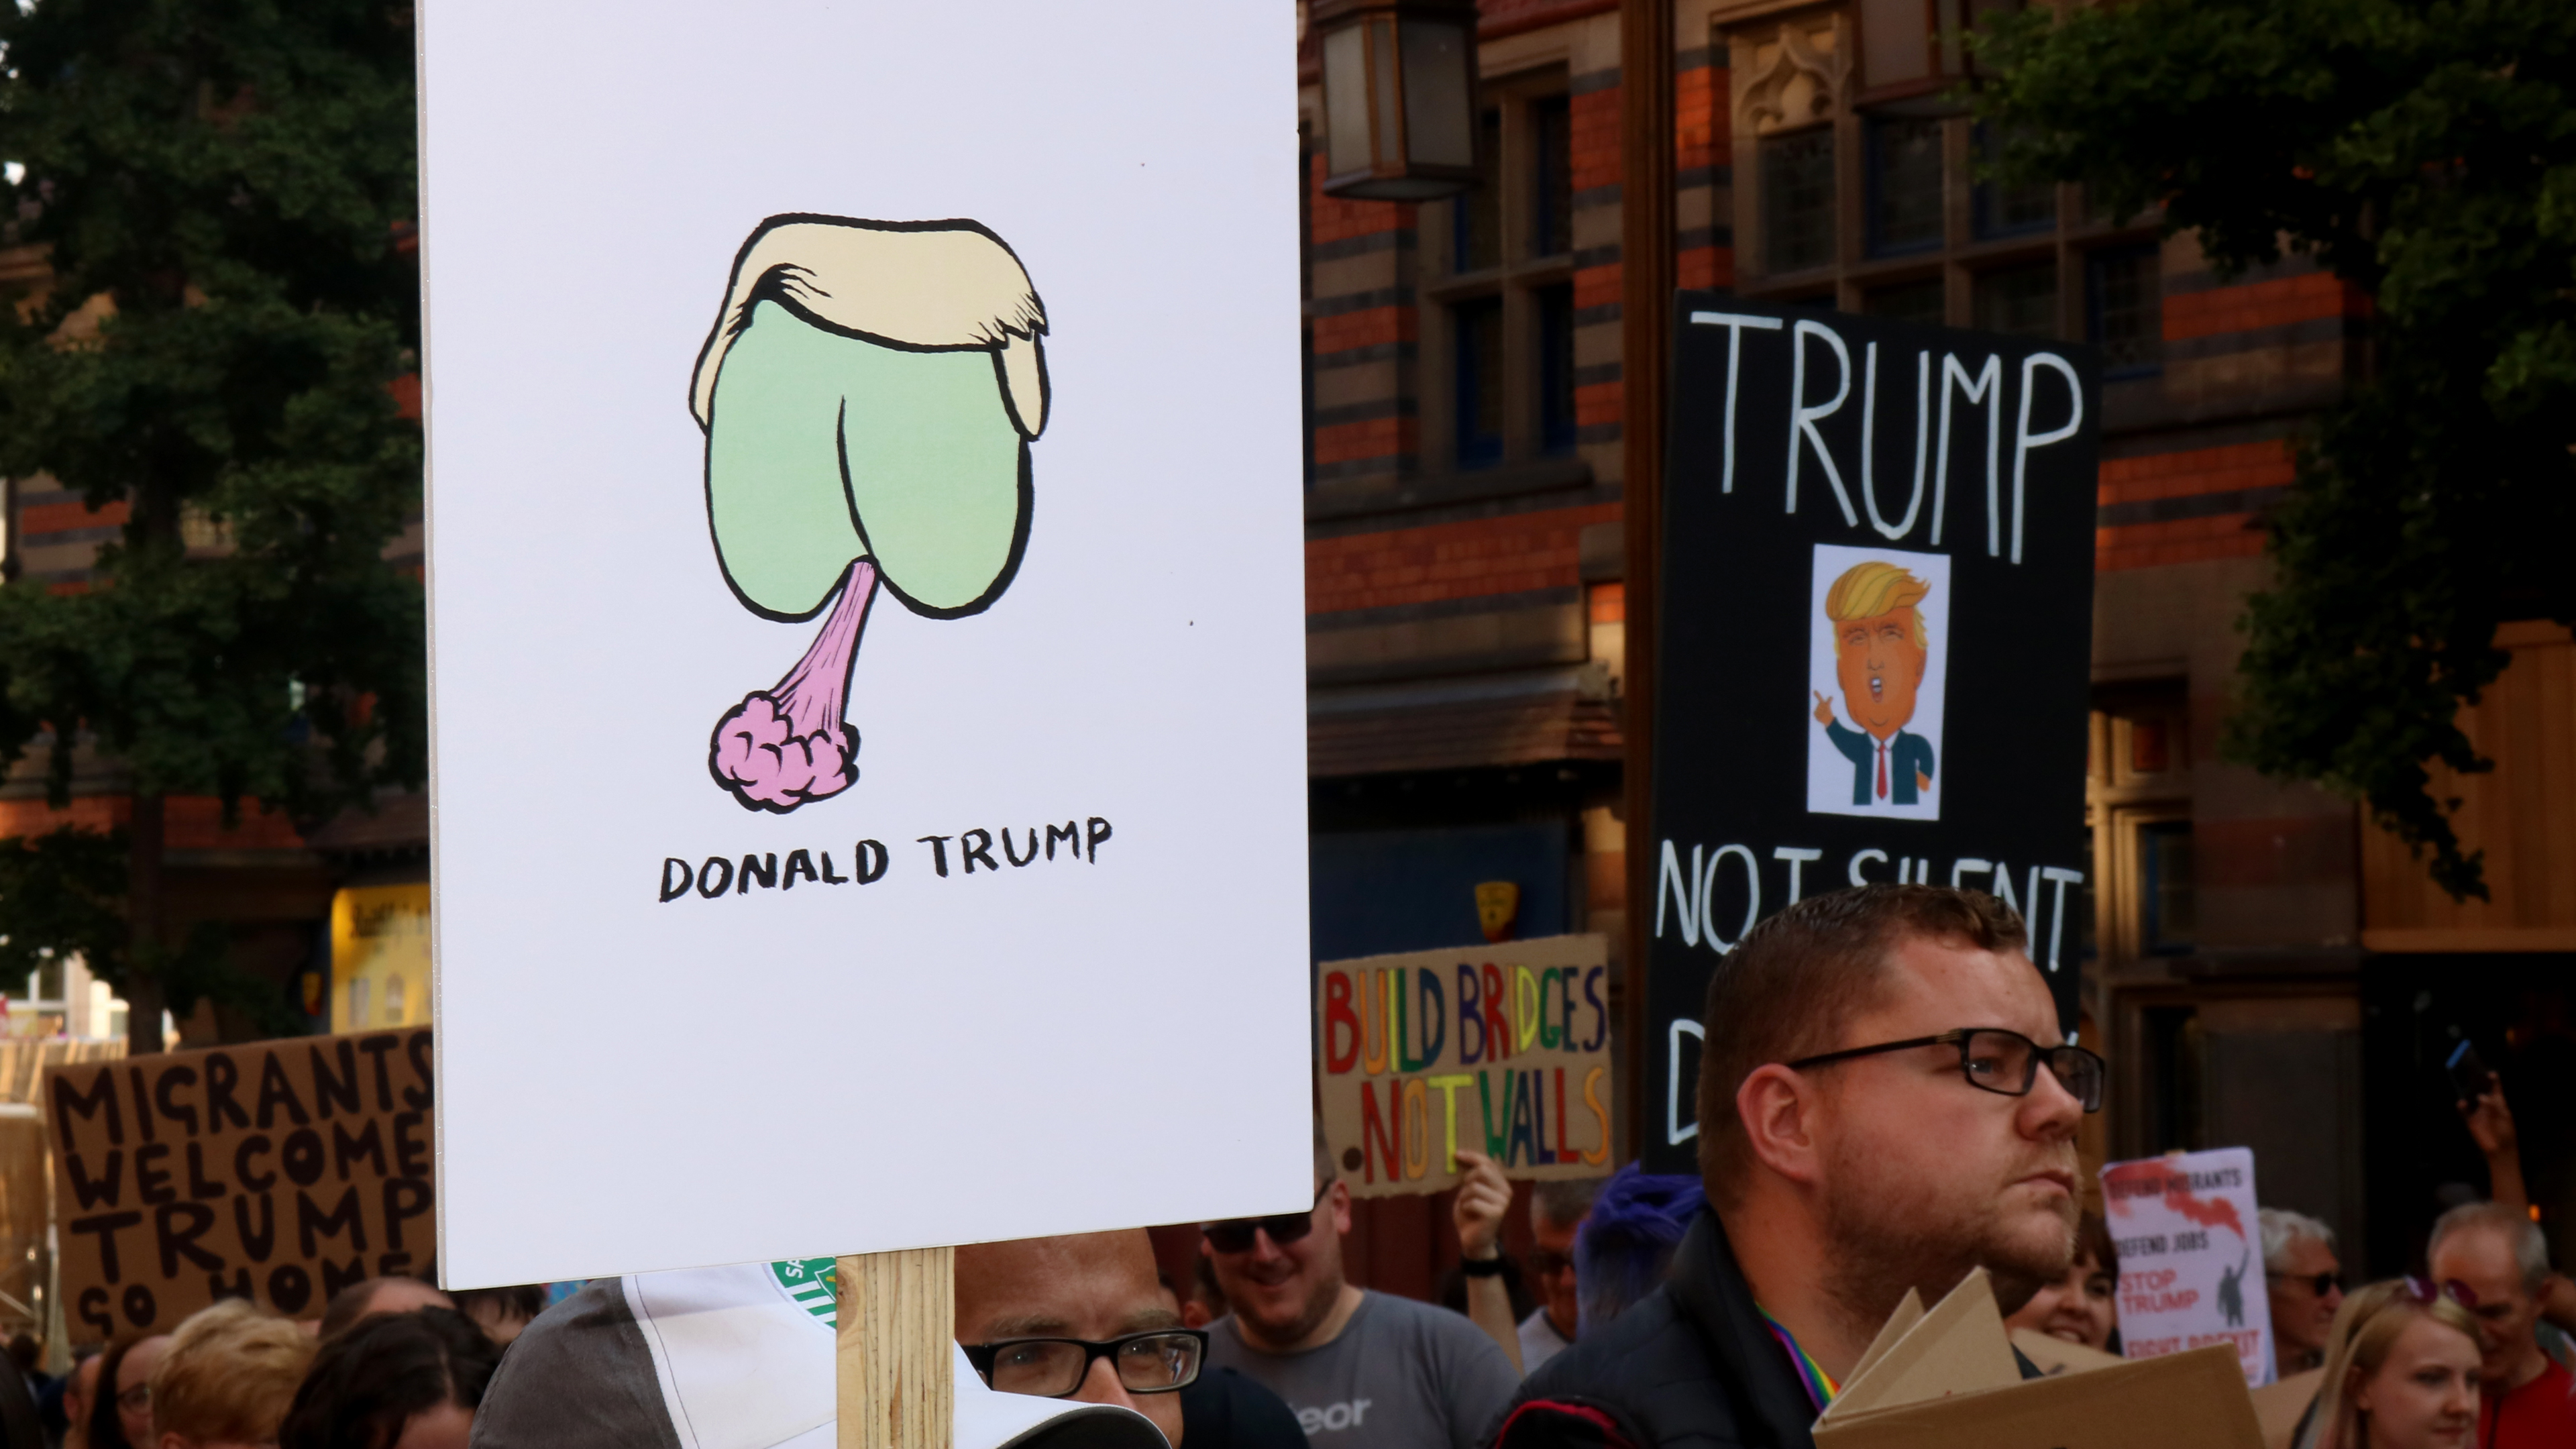 DONALD TRUMP
TRUMP
NOT SILENT
D
BUILD BRIDGES
NOT WALLS
MIGRANTS
WELCOME
TRUMP
GO HOME
DEFEND MIGRANTS
DEFEND JOBS
STOP
TRUMP
FIGHT BREXIT
eor